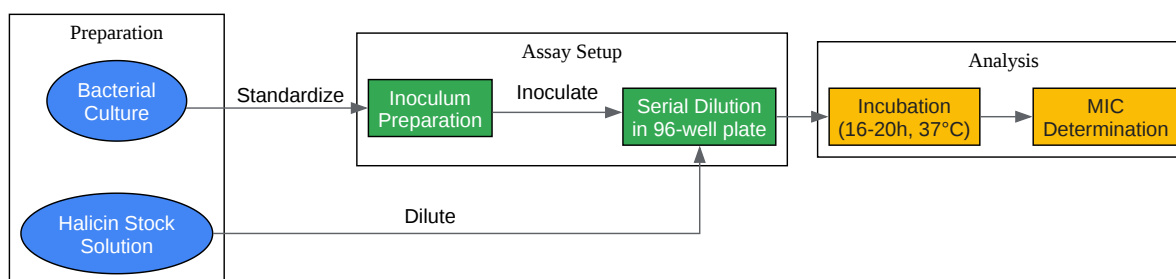 Preparation
Bacterial
Culture
Halicin Stock
Solution
Standardize
Dilute
Assay Setup
Inoculum
Preparation
Inoculate
Serial Dilution
in 96-well plate
Analysis
Incubation
(16-20h, 37°C)
MIC
Determination